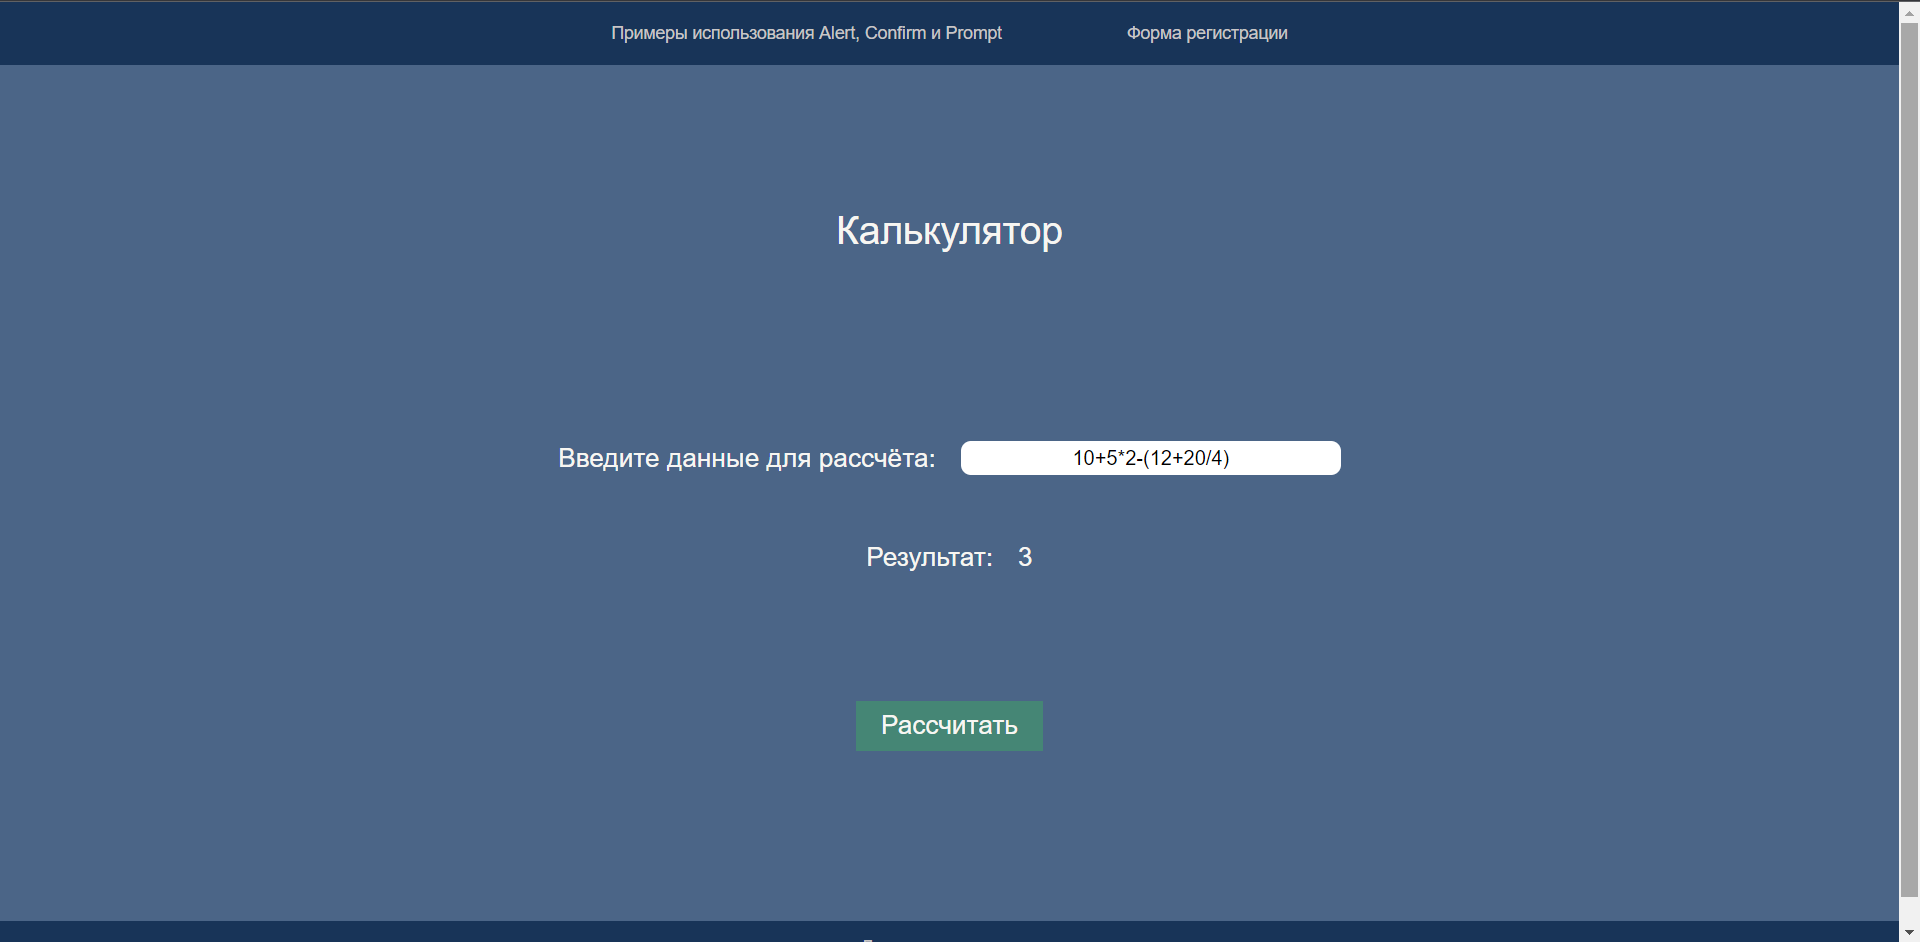 Примеры использования Alert, Confirm и Prompt
Форма регистрации
Калькулятор
Введите данные для рассчёта:
10+5*2-(12+20/4)
Результат: 3
Рассчитать